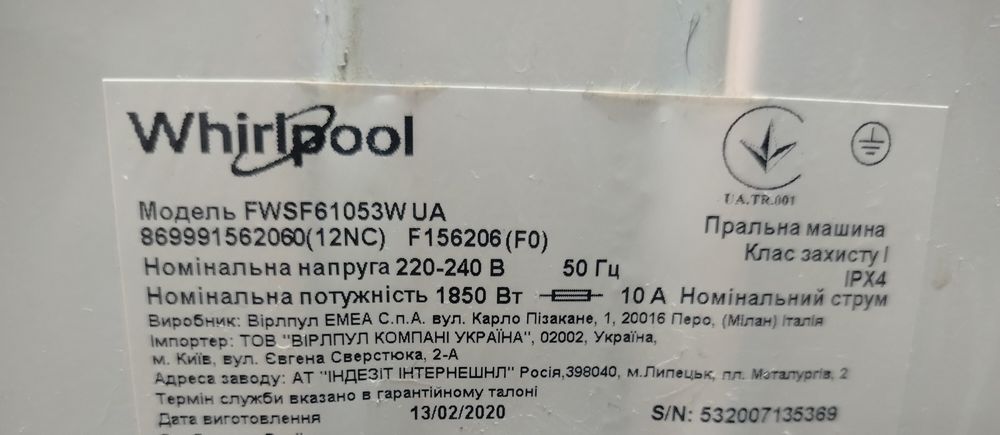 Whirlpool
UA.TR.001
Модель FWSF61053W UA
869991562060(12NC) F156206(F0)
Пральна машина
Клас захисту I
IPX4
Номінальна напруга 220-240 В 50 Гц
Номінальна потужність 1850 Вт 10 А Номінальний струм
Виробник: Вірлпул ЕМЕА С.п.А. вул. Карло Пізакане, 1, 20016 Перо, (Мілан) Італія
Імпортер: ТОВ "ВІРЛПУЛ КОМПАНІ УКРАЇНА", 02002, Україна,
м. Київ, вул. Євгена Сверстюка, 2-А
Адреса заводу: АТ "ІНДЕЗІТ ІНТЕРНЕШНЛ" Росія,398040, м.Липецьк, пл. Металургів, 2
Термін служби вказано в гарантійному талоні
Дата виготовлення 13/02/2020 S/N: 532007135369